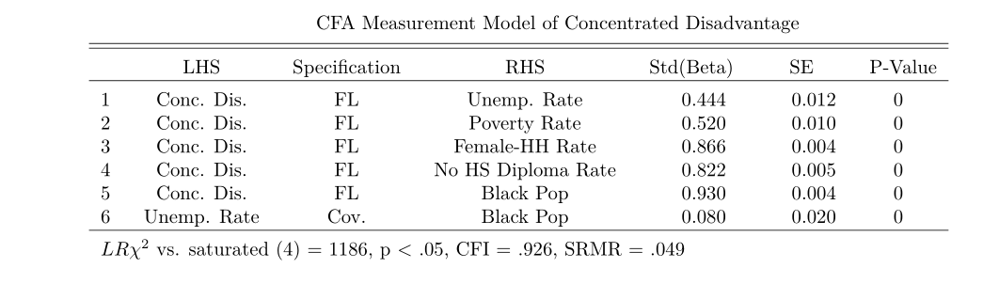 CFA Measurement Model of Concentrated Disadvantage
LHS Specification RHS Std(Beta) SE P-Value
1 Conc. Dis. FL Unemp. Rate 0.444 0.012 0
2 Conc. Dis. FL Poverty Rate 0.520 0.010 0
3 Conc. Dis. FL Female-HH Rate 0.866 0.004 0
4 Conc. Dis. FL No HS Diploma Rate 0.822 0.005 0
5 Conc. Dis. FL Black Pop 0.930 0.004 0
6 Unemp. Rate Cov. Black Pop 0.080 0.020 0
LRχ² vs. saturated (4) = 1186, p < .05, CFI = .926, SRMR = .049